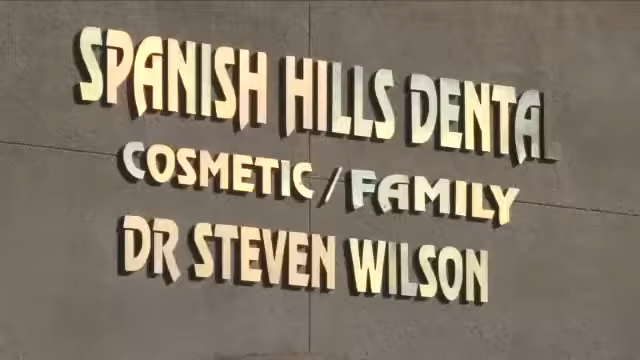 SPANISH HILLS DENTAL
COSMETIC / FAMILY
DR STEVEN WILSON